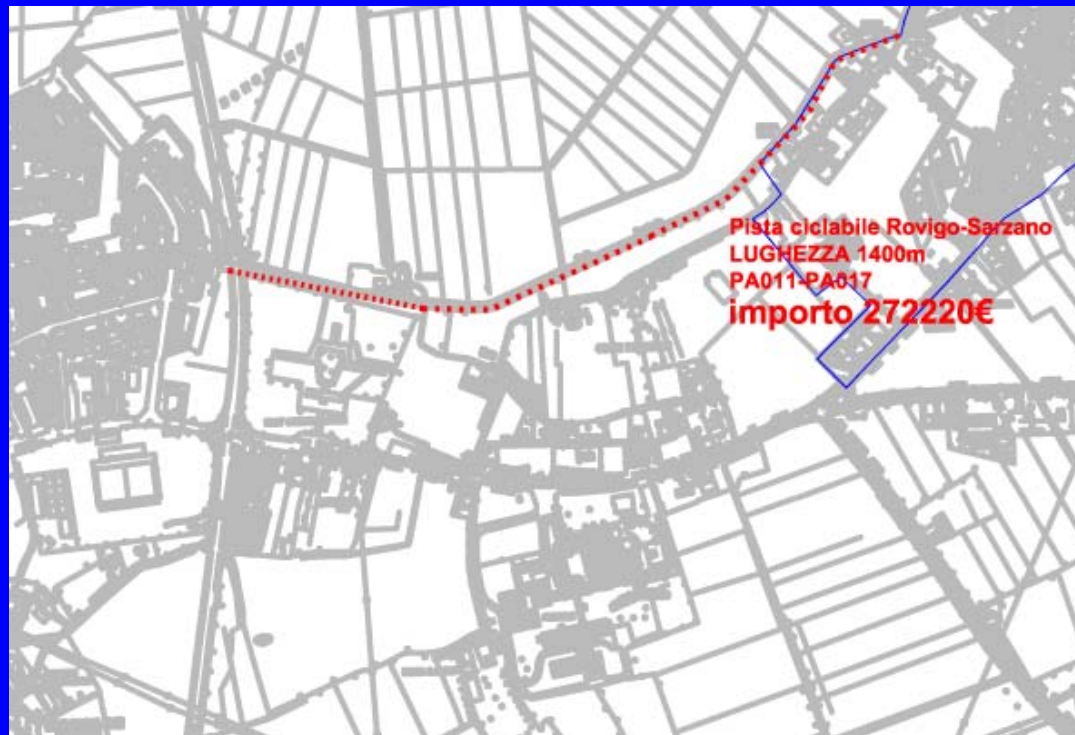 Pista ciclabile Rovigo-Sarzano
LUGHEZZA 1400m
PA011-PA017
importo 272220€